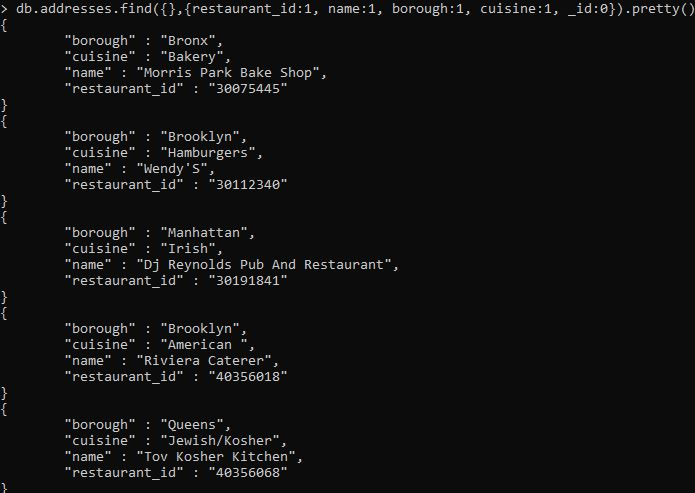 > db.addresses.find({},{restaurant_id:1, name:1, borough:1, cuisine:1, _id:0}).pretty()
{
        "borough" : "Bronx",
        "cuisine" : "Bakery",
        "name" : "Morris Park Bake Shop",
        "restaurant_id" : "30075445"
}
{
        "borough" : "Brooklyn",
        "cuisine" : "Hamburgers",
        "name" : "Wendy'S",
        "restaurant_id" : "30112340"
}
{
        "borough" : "Manhattan",
        "cuisine" : "Irish",
        "name" : "Dj Reynolds Pub And Restaurant",
        "restaurant_id" : "30191841"
}
{
        "borough" : "Brooklyn",
        "cuisine" : "American ",
        "name" : "Riviera Caterer",
        "restaurant_id" : "40356018"
}
{
        "borough" : "Queens",
        "cuisine" : "Jewish/Kosher",
        "name" : "Tov Kosher Kitchen",
        "restaurant_id" : "40356068"
}